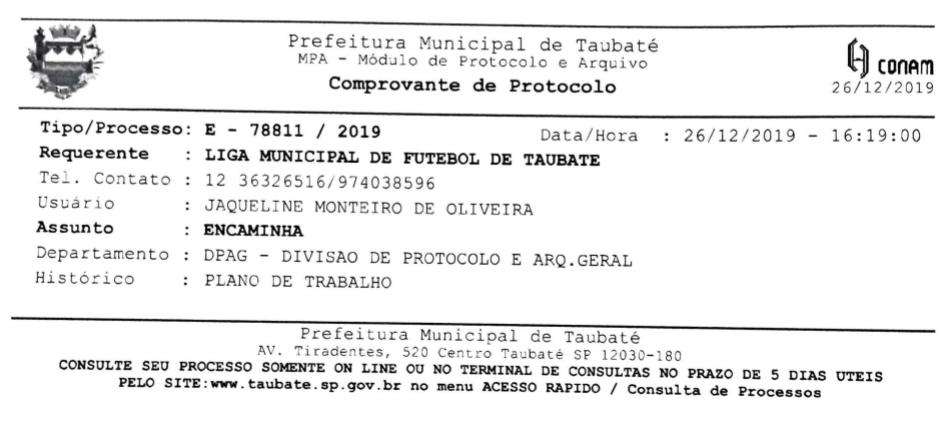 Prefeitura Municipal de Taubaté
MPA - Módulo de Protocolo e Arquivo
Comprovante de Protocolo
CONAM
26/12/2019
Tipo/Processo: E - 78811 / 2019 Data/Hora : 26/12/2019 - 16:19:00
Requerente : LIGA MUNICIPAL DE FUTEBOL DE TAUBATE
Tel. Contato : 12 36326516/974038596
Usuário : JAQUELINE MONTEIRO DE OLIVEIRA
Assunto : ENCAMINHA
Departamento : DPAG - DIVISAO DE PROTOCOLO E ARQ.GERAL
Histórico : PLANO DE TRABALHO
Prefeitura Municipal de Taubaté
AV. Tiradentes, 520 Centro Taubaté SP 12030-180
CONSULTE SEU PROCESSO SOMENTE ON LINE OU NO TERMINAL DE CONSULTAS NO PRAZO DE 5 DIAS UTEIS
PELO SITE:www.taubate.sp.gov.br no menu ACESSO RAPIDO / Consulta de Processos